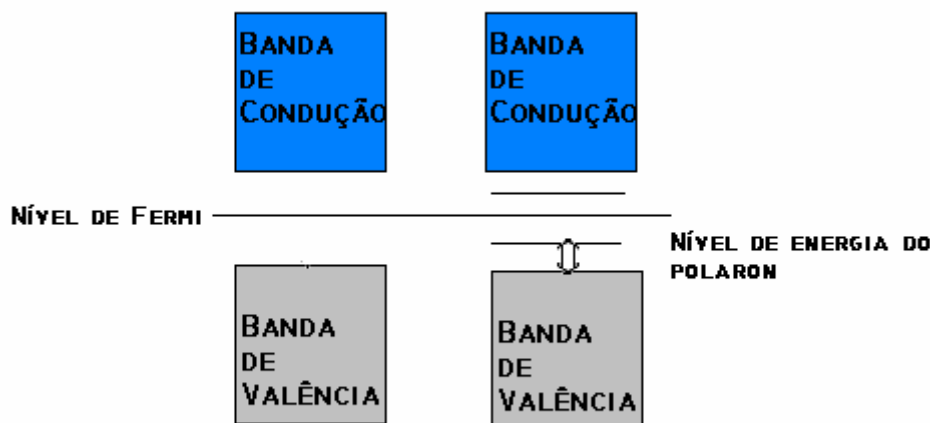 BANDA
DE
CONDUÇÃO
BANDA
DE
CONDUÇÃO
NÍVEL DE FERMI
NÍVEL DE ENERGIA DO
POLARON
BANDA
DE
VALÊNCIA
BANDA
DE
VALÊNCIA